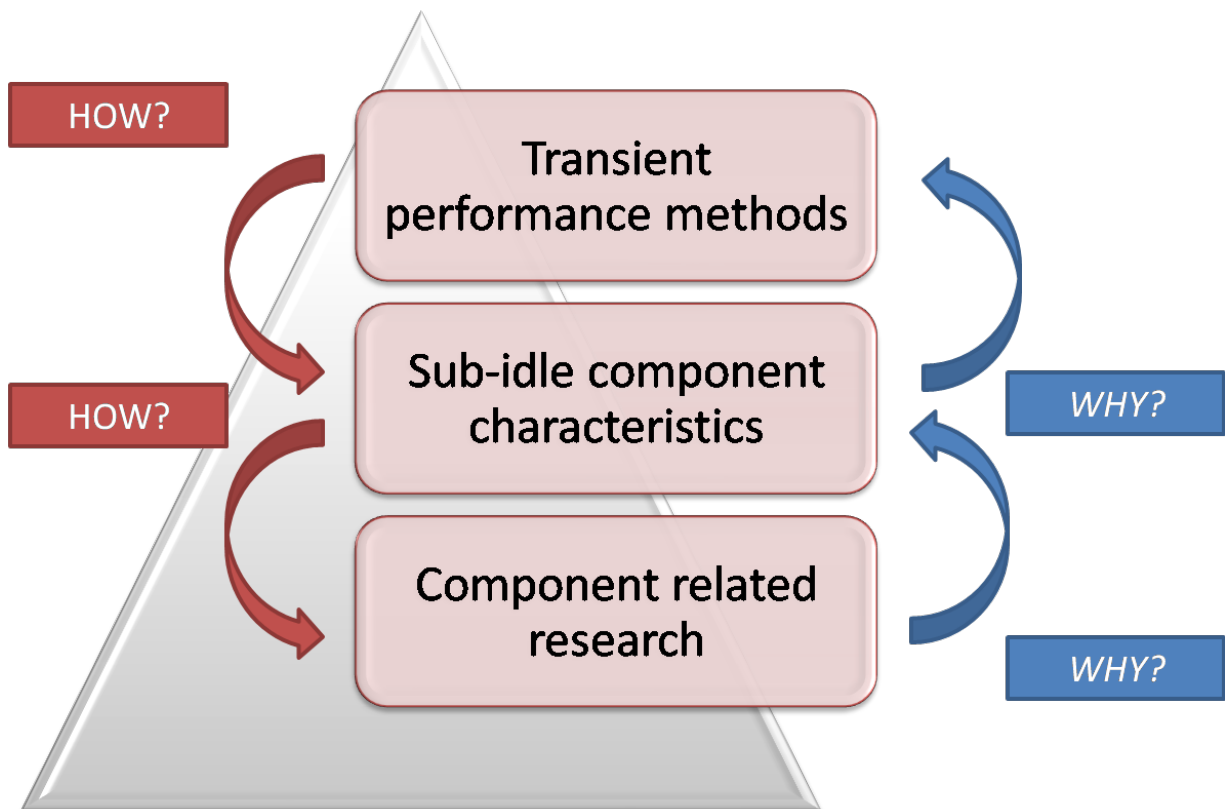 HOW?
Transient
performance methods
Sub-idle component
characteristics
HOW?
WHY?
Component related
research
WHY?